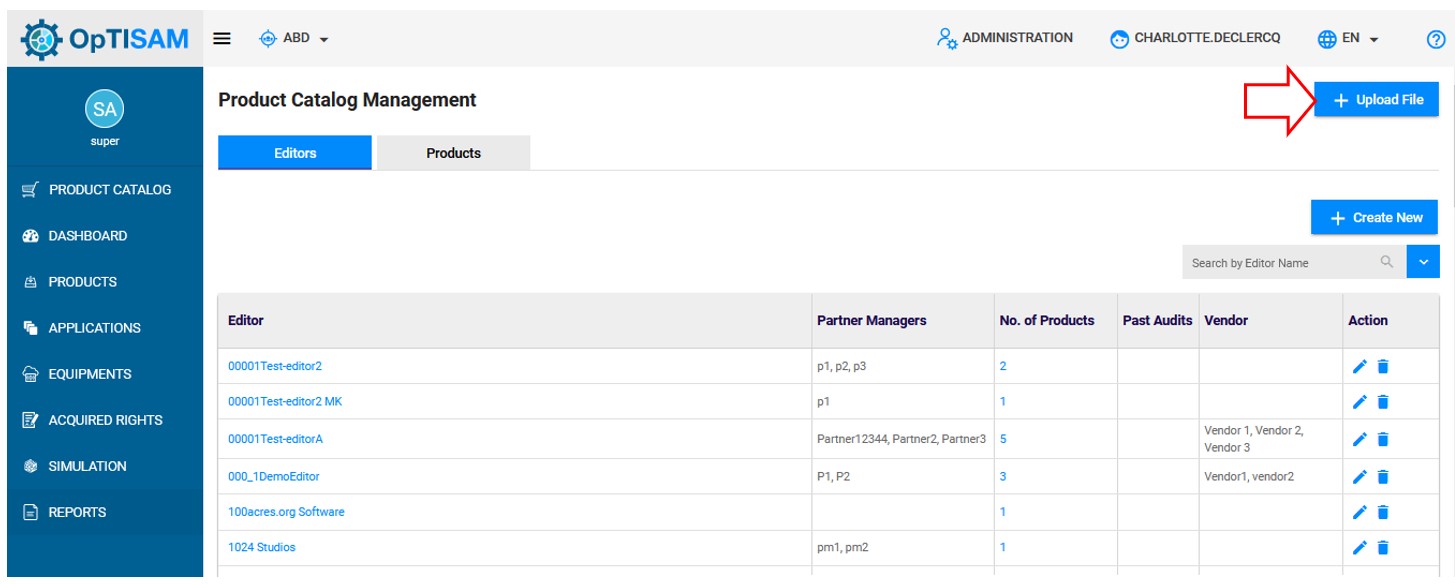 OpTISAM
ABD
ADMINISTRATION
CHARLOTTE.DECLERCQ
EN
SA
super
PRODUCT CATALOG
DASHBOARD
PRODUCTS
APPLICATIONS
EQUIPMENTS
ACQUIRED RIGHTS
SIMULATION
REPORTS
Product Catalog Management
+ Upload File
Editors Products
+ Create New
Search by Editor Name
Editor Partner Managers No. of Products Past Audits Vendor Action
00001Test-editor2 p1, p2, p3 2
00001Test-editor2 MK p1 1
00001Test-editorA Partner12344, Partner2, Partner3 5 Vendor 1, Vendor 2,
Vendor 3
000_1DemoEditor P1, P2 3 Vendor1, vendor2
100acres.org Software 1
1024 Studios pm1, pm2 1